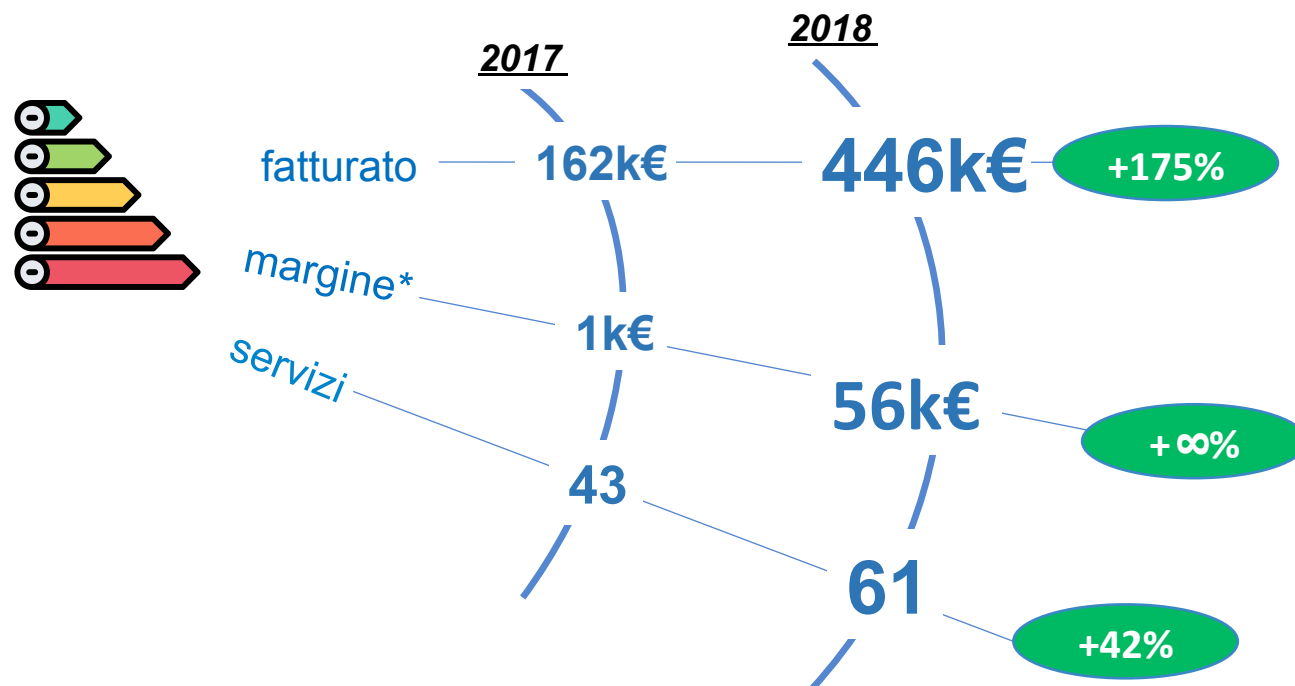 2017
2018
fatturato 162k€ 446k€ +175%
margine* 1k€ 56k€ +∞%
servizi 43 61 +42%